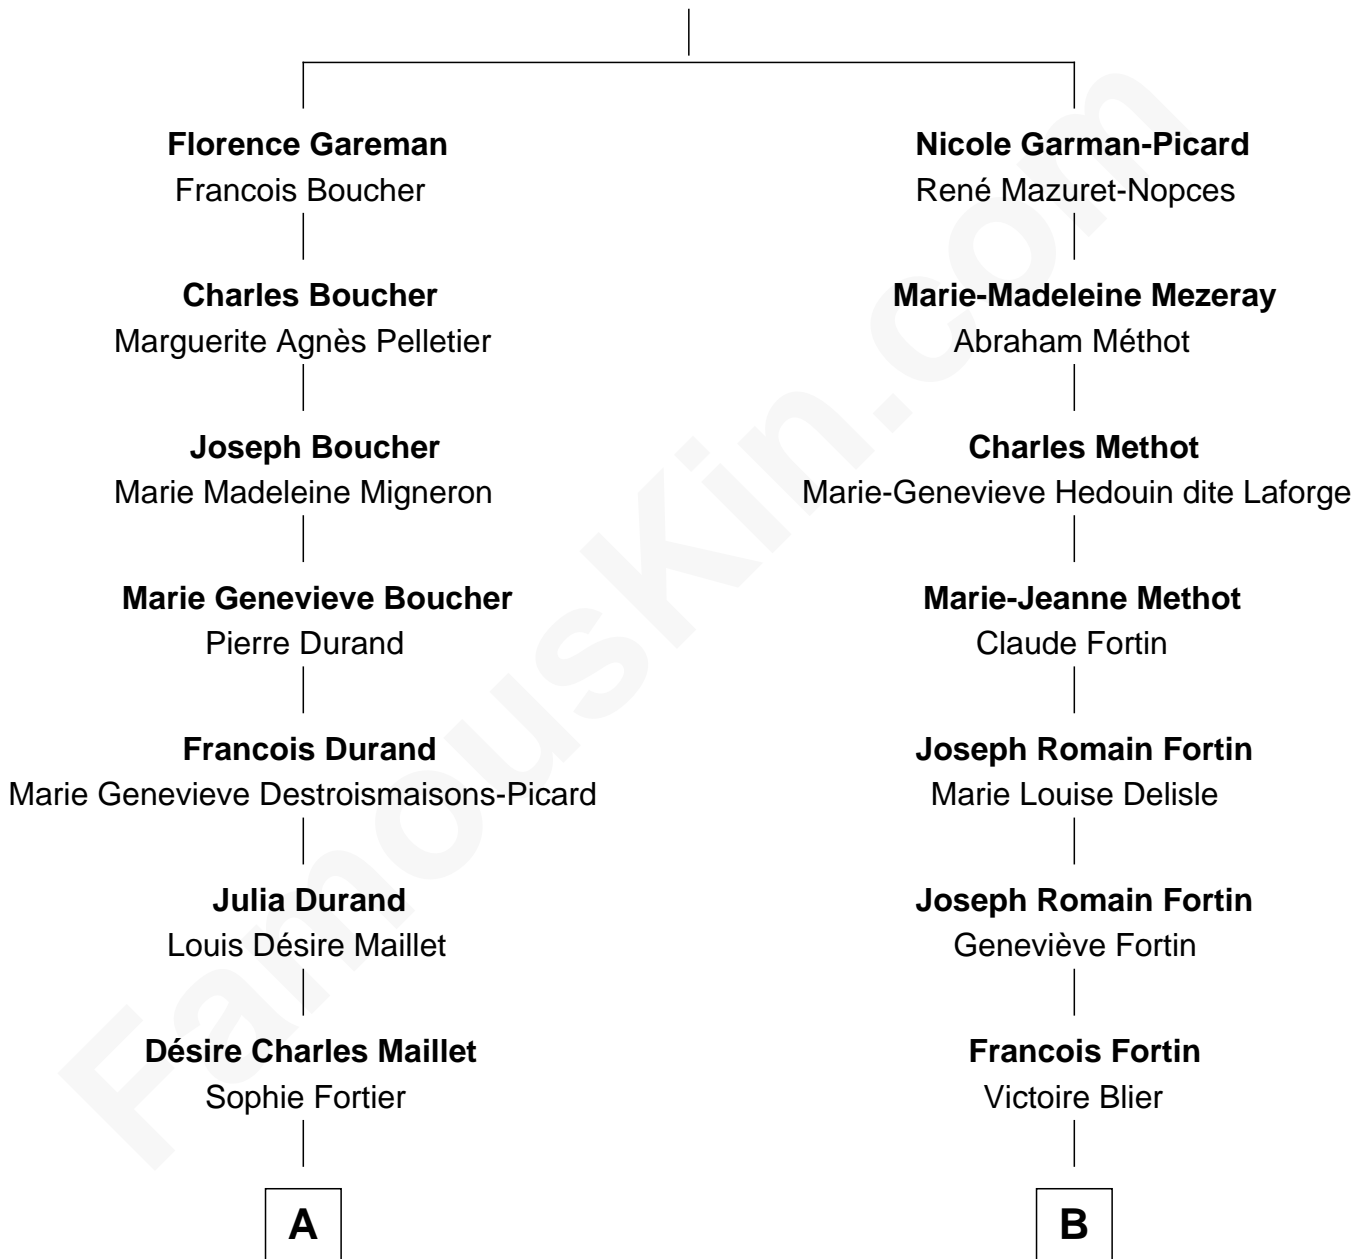 Florence Gareman
Francois Boucher
Charles Boucher
Marguerite Agnès Pelletier
Joseph Boucher
Marie Madeleine Migneron
Marie Genevieve Boucher
Pierre Durand
Francois Durand
Marie Genevieve Destroismaisons-Picard
Julia Durand
Louis Désire Maillet
Désire Charles Maillet
Sophie Fortier
A
Nicole Garman-Picard
René Mazuret-Nopces
Marie-Madeleine Mezeray
Abraham Méthot
Charles Methot
Marie-Genevieve Hedouin dite Laforge
Marie-Jeanne Methot
Claude Fortin
Joseph Romain Fortin
Marie Louise Delisle
Joseph Romain Fortin
Geneviève Fortin
Francois Fortin
Victoire Blier
B
FamousKin.com